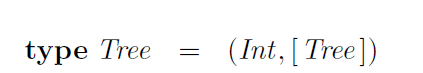 type Tree = (Int, [ Tree ])